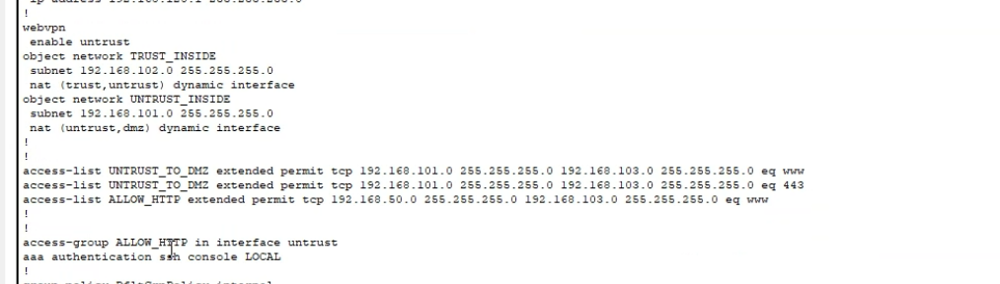 !
webvpn
enable untrust
object network TRUST_INSIDE
subnet 192.168.102.0 255.255.255.0
nat (trust,untrust) dynamic interface
object network UNTRUST_INSIDE
subnet 192.168.101.0 255.255.255.0
nat (untrust,dmz) dynamic interface
!
!
access-list UNTRUST_TO_DMZ extended permit tcp 192.168.101.0 255.255.255.0 192.168.103.0 255.255.255.0 eq www
access-list UNTRUST_TO_DMZ extended permit tcp 192.168.101.0 255.255.255.0 192.168.103.0 255.255.255.0 eq 443
access-list ALLOW_HTTP extended permit tcp 192.168.50.0 255.255.255.0 192.168.103.0 255.255.255.0 eq www
!
!
access-group ALLOW_HTTP in interface untrust
aaa authentication ssh console LOCAL
!